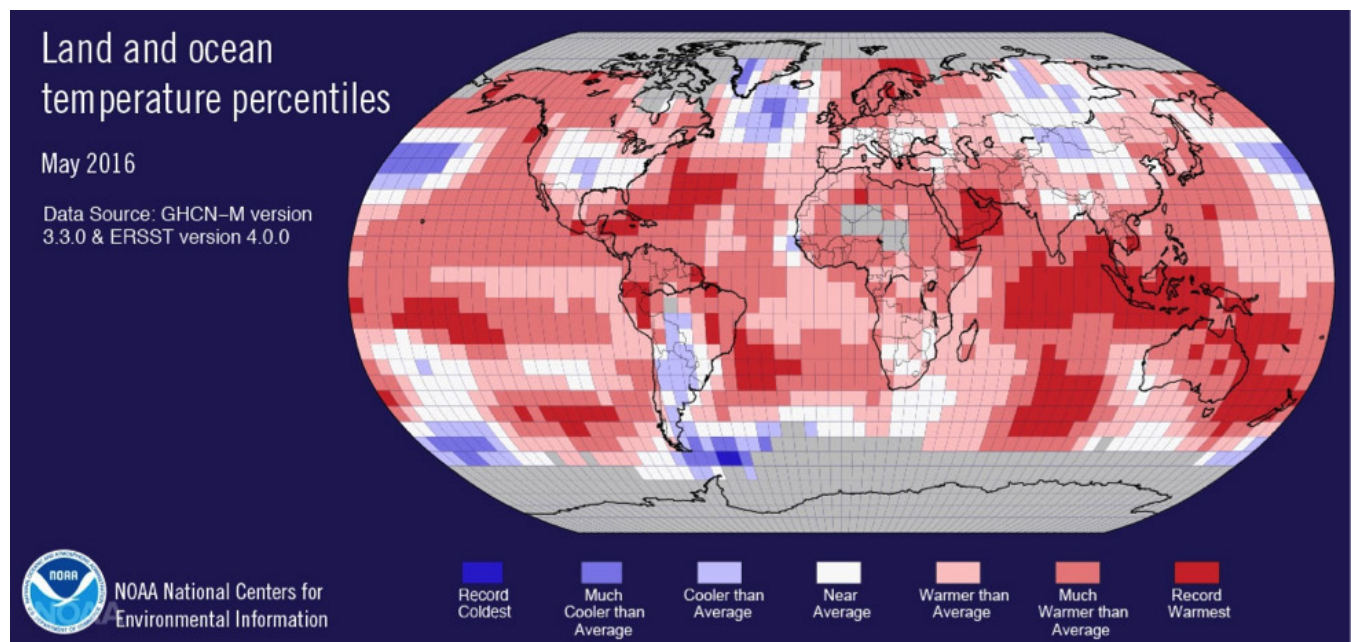 Land and ocean
temperature percentiles
May 2016
Data Source: GHCN–M version
3.3.0 & ERSST version 4.0.0
NOAA
NOAA
NOAA National Centers for
Environmental Information
Record
Coldest
Much
Cooler than
Average
Cooler than
Average
Near
Average
Warmer than
Average
Much
Warmer than
Average
Record
Warmest